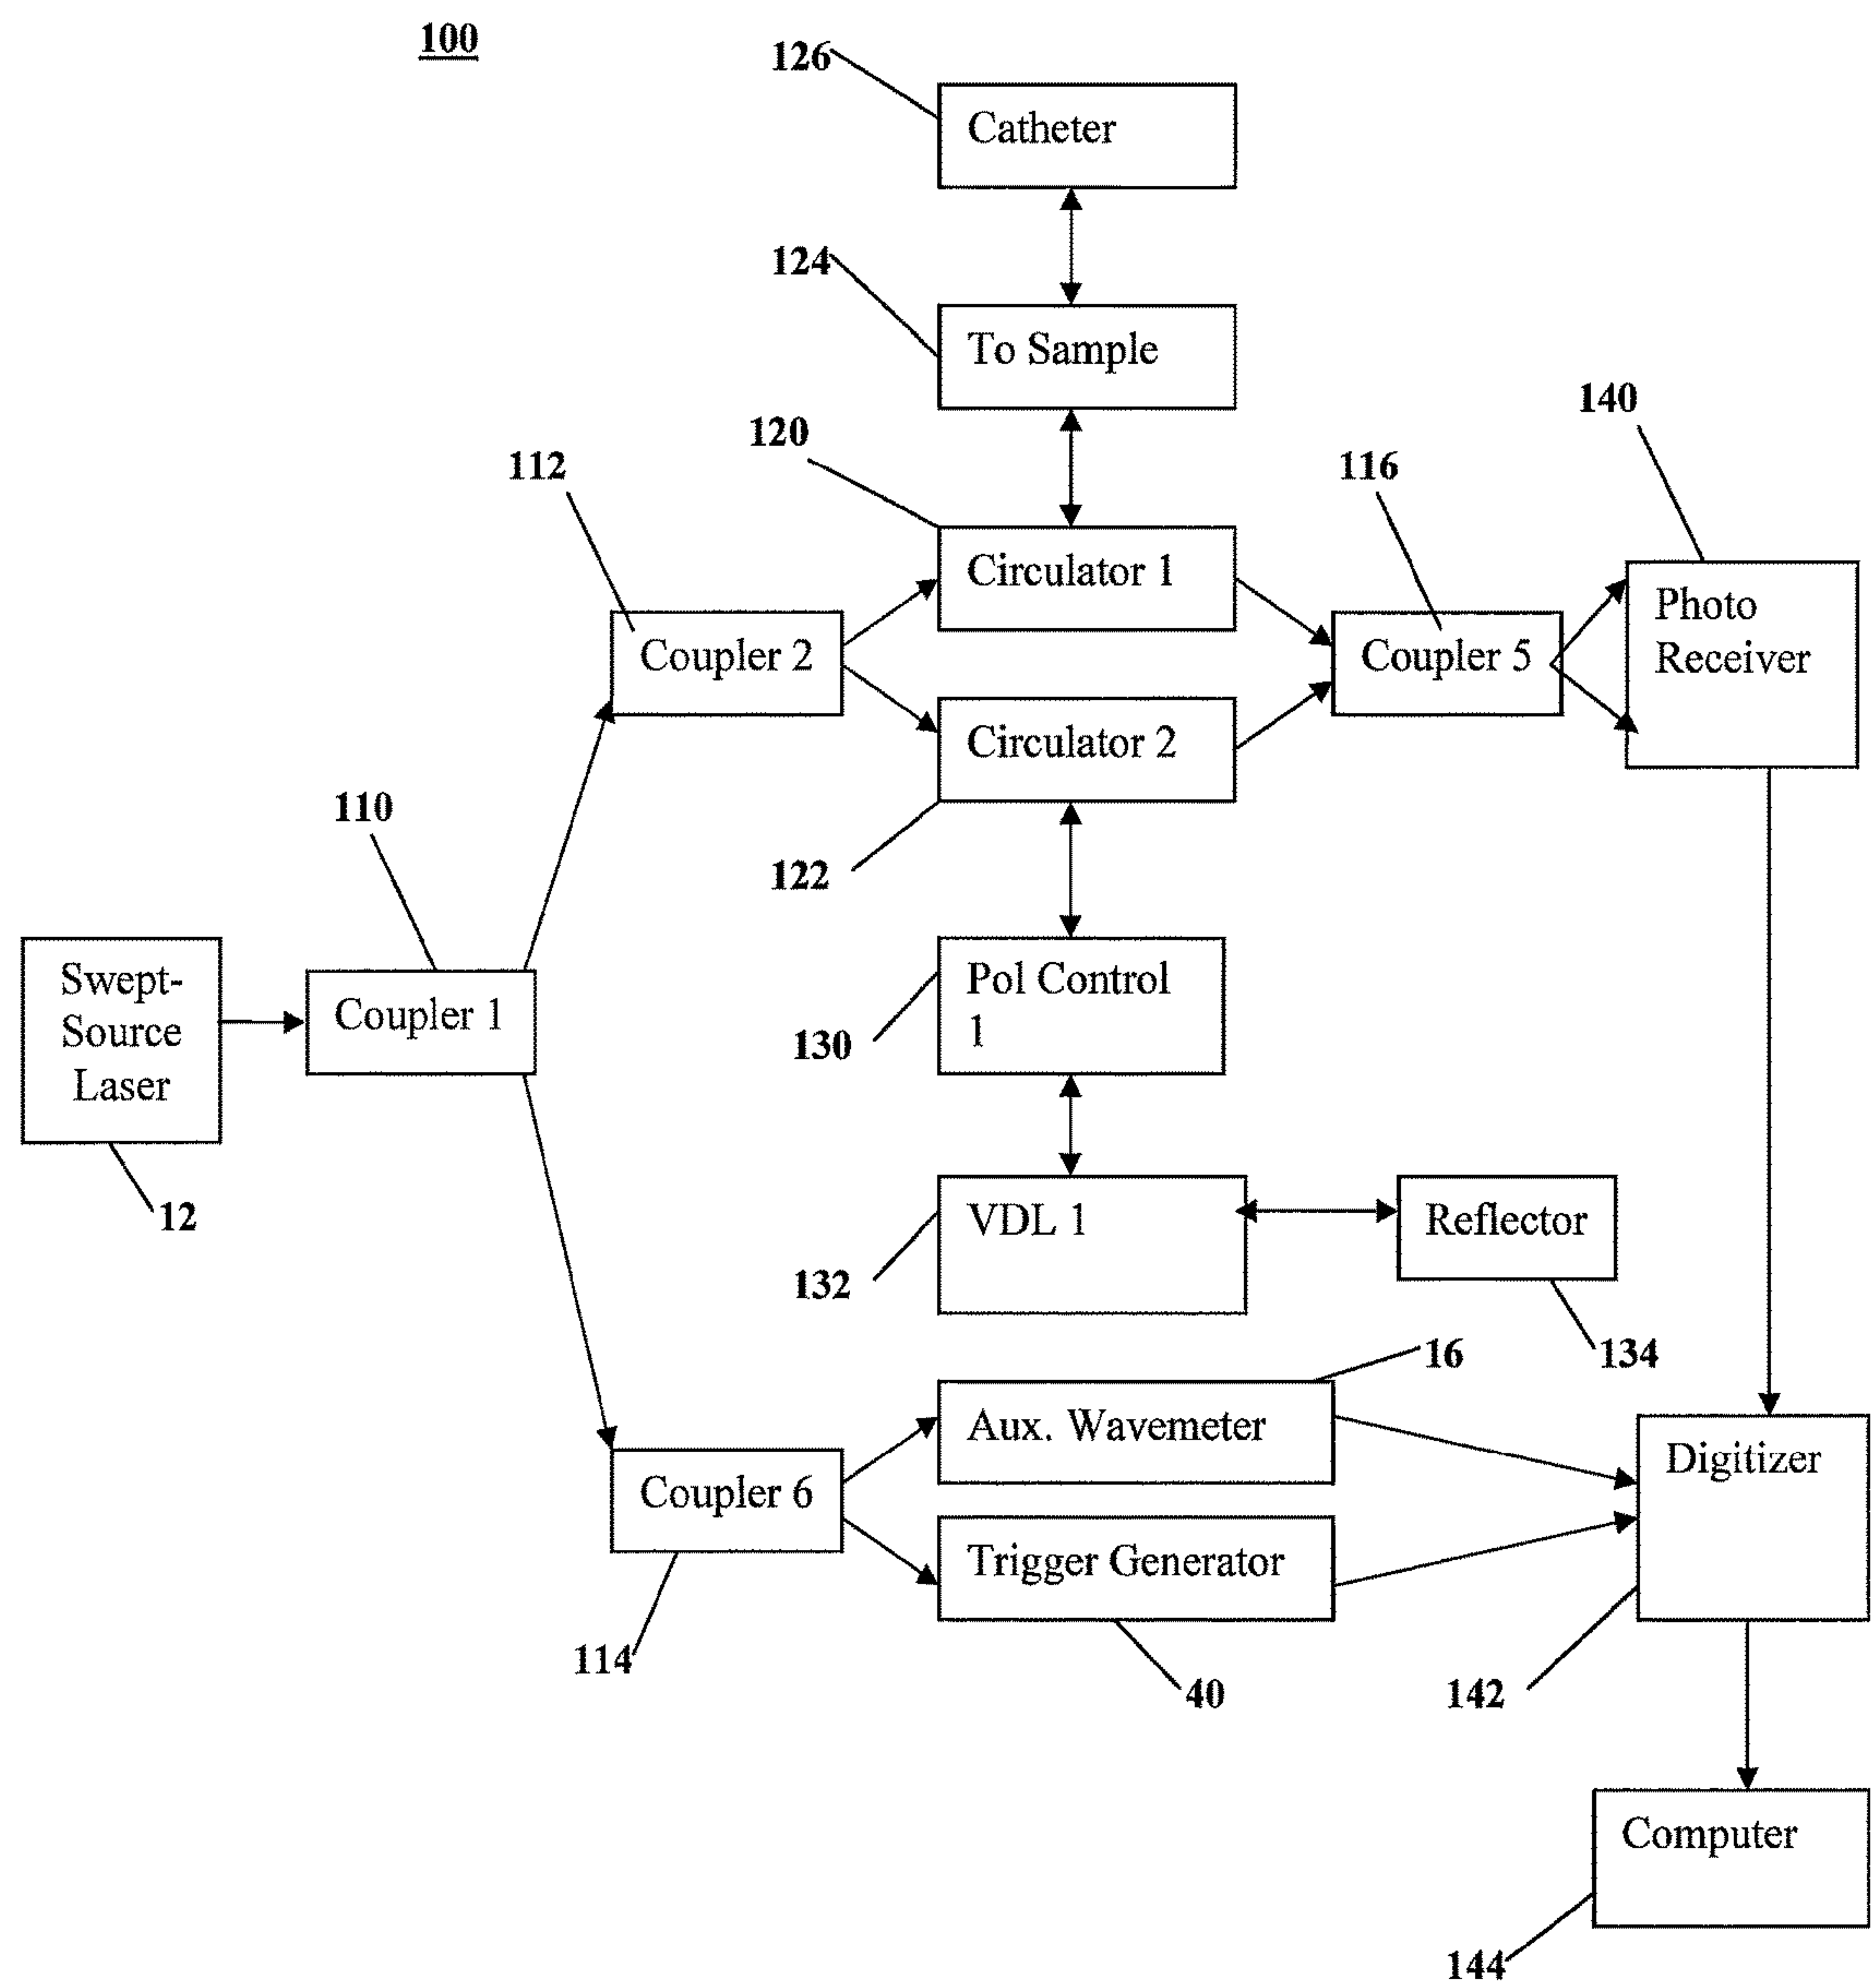 100
126
Catheter
124
To Sample
140
120
116
112
Circulator 1
Photo
Receiver
Coupler 2
Coupler 5
Circulator 2
110
122
Swept-
Source
Laser
Coupler 1
Pol Control
1
130
12
VDL 1
Reflector
132
134
16
Aux. Wavemeter
Digitizer
Coupler 6
Trigger Generator
114
40
142
Computer
144